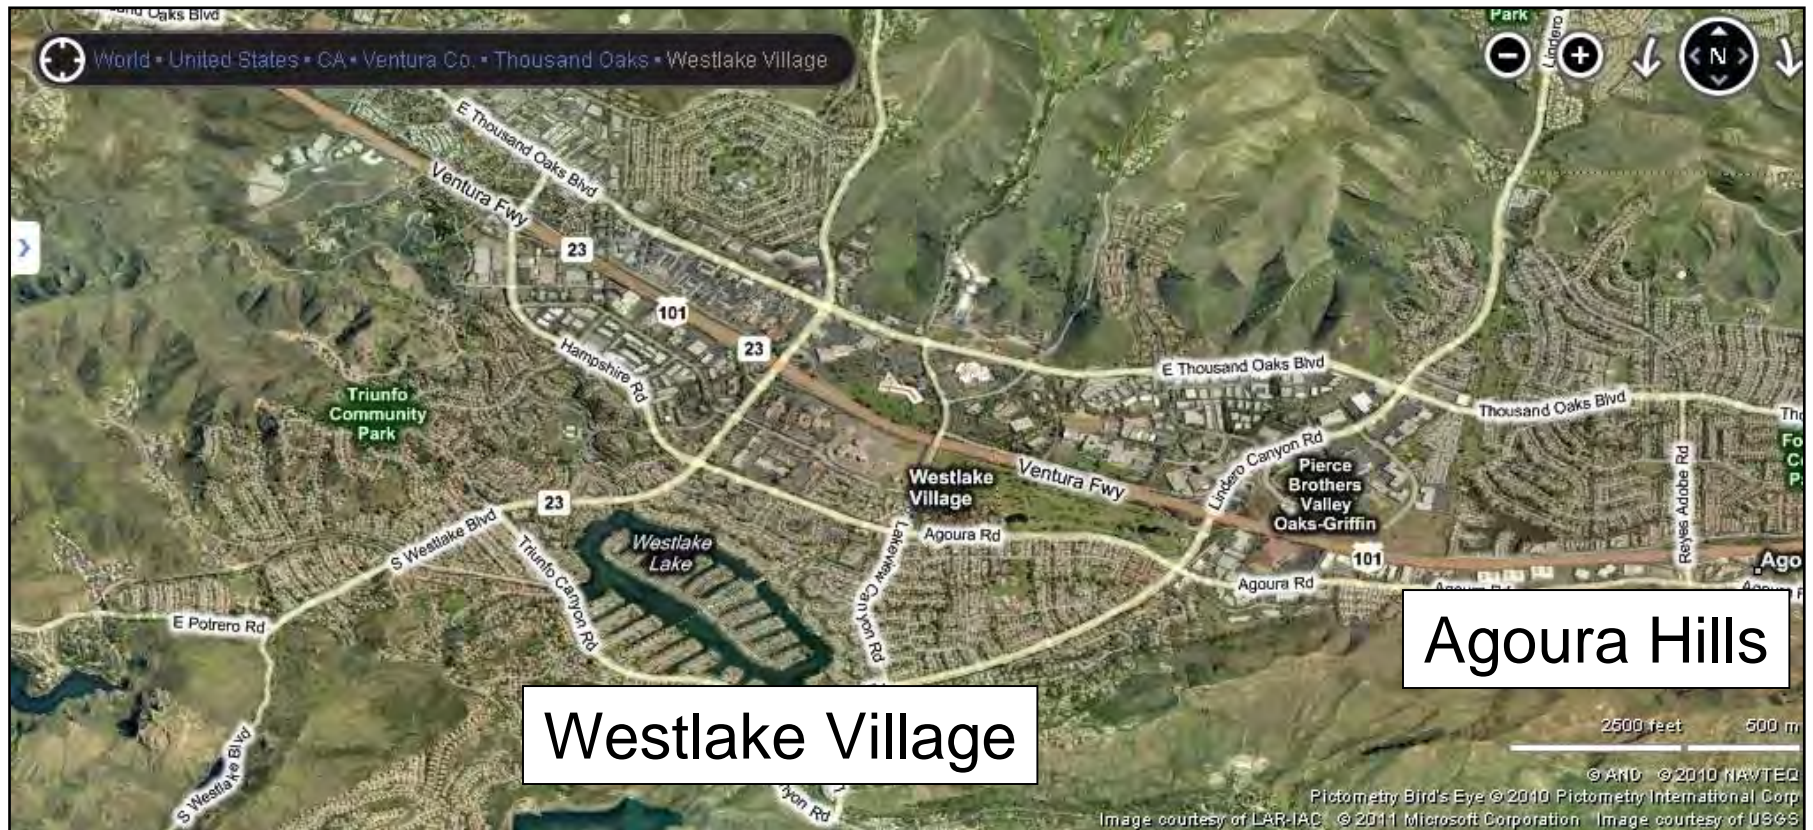 Oaks Blvd
Park
World • United States • CA • Ventura Co. • Thousand Oaks • Westlake Village
N
Lindero
E Thousand Oaks Blvd
Ventura Fwy
23
101
23
Hampshire Rd
E Thousand Oaks Blvd
Triunfo
Community
Park
Thousand Oaks Blvd
Lindero Canyon Rd
Pierce
Brothers
Valley
Oaks-Griffin
Reyes Adobe Rd
Westlake
Village
Ventura Fwy
23
S Westlake Blvd
Westlake
Lake
Triunfo Canyon Rd
Lakeview Canyon Rd
Agoura Rd
101
Ago
Agoura Rd
E Potrero Rd
Agoura Hills
Westlake Village
S Westlake Blvd
nyon Rd
2500 feet 500 m
© AND © 2010 NAVTEQ
Pictometry Bird's Eye © 2010 Pictometry International Corp
Image courtesy of LAR-IAC © 2011 Microsoft Corporation Image courtesy of USGS